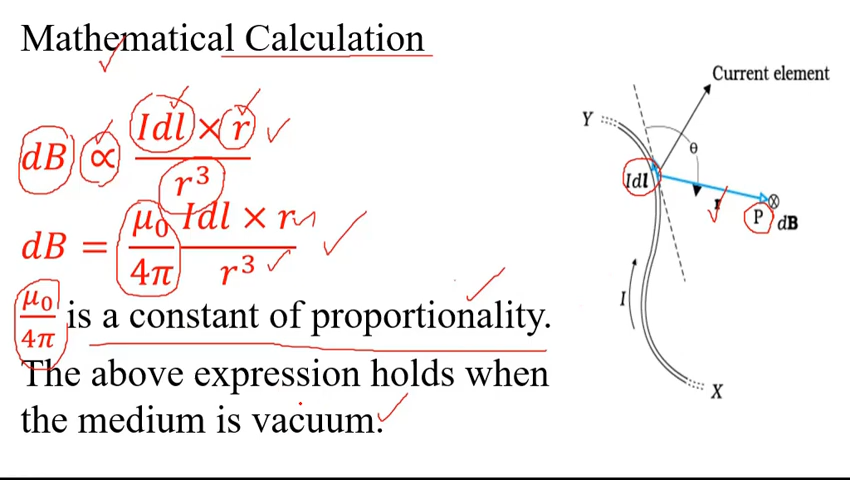 Mathematical Calculation
dB ∝ Idl × r / r³
dB = μ₀/4π Idl × r / r³
μ₀/4π is a constant of proportionality.
The above expression holds when
the medium is vacuum.
Current element
Y
θ
Idl
r
P
dB
I
X